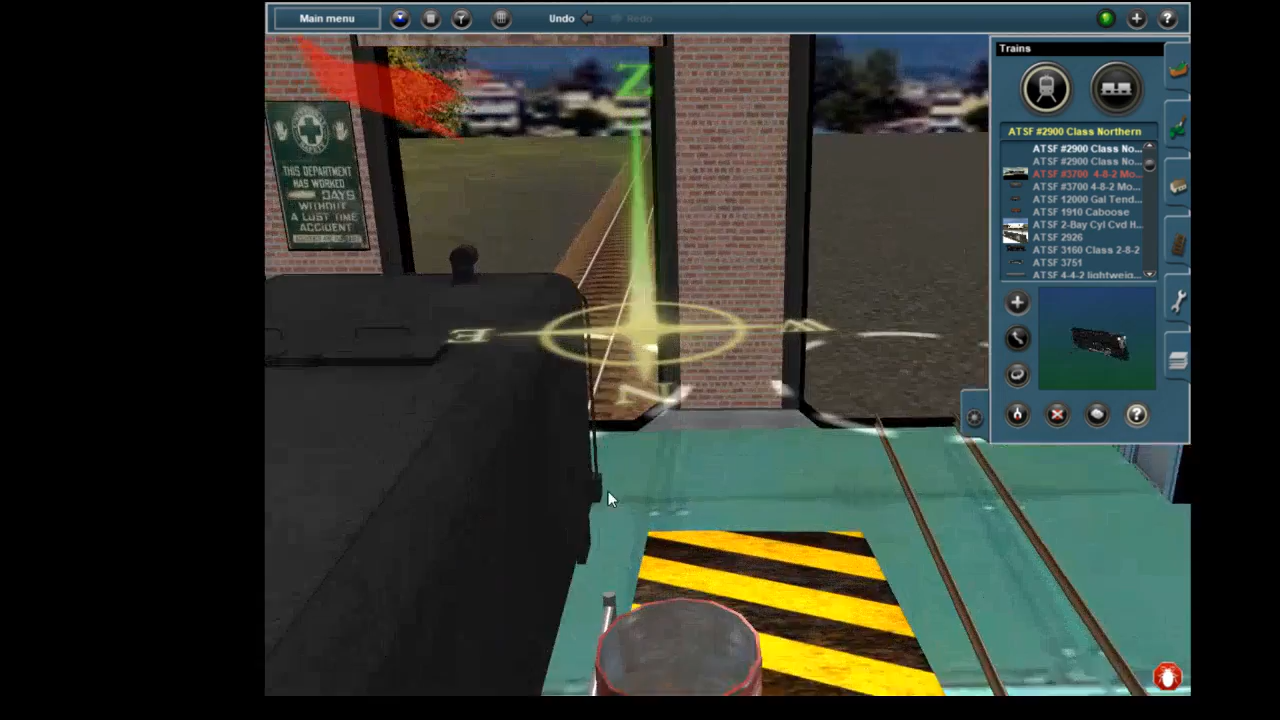 Main menu
Undo
Redo
Trains
ATSF #2900 Class Northern
ATSF #2900 Class No...
ATSF #2900 Class No...
ATSF #3700 4-8-2 Mo...
ATSF #3700 4-8-2 Mo...
ATSF 12000 Gal Tend...
ATSF 1910 Caboose
ATSF 2-Bay Cyl Cvd H...
ATSF 2926
ATSF 3160 Class 2-8-2
ATSF 3751
ATSF 4-4-2 lightweig...
THIS DEPARTMENT
HAS WORKED
DAYS
WITHOUT
A LOST TIME
ACCIDENT
Z
E
W
N